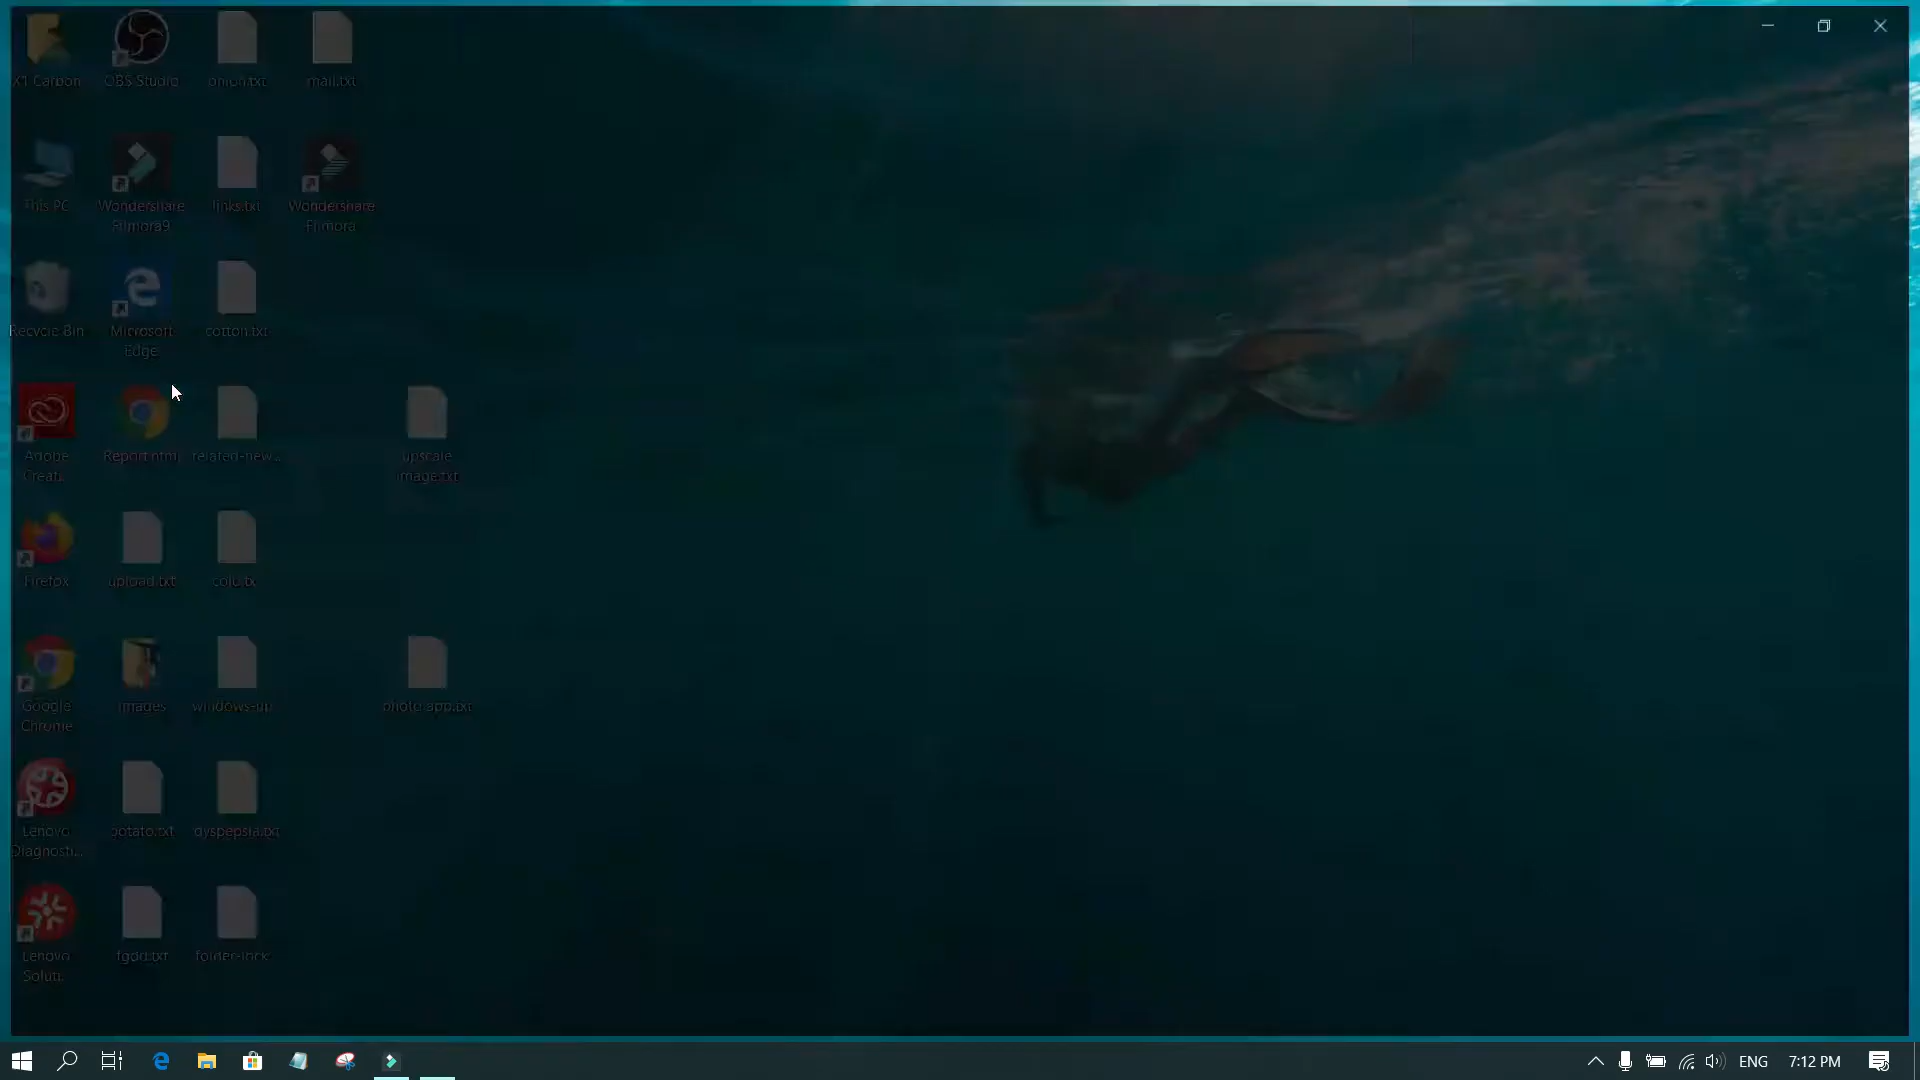 X1 Carbon
OBS Studio
onion.txt
mail.txt
This PC
Wondershare
Filmora9
links.txt
Wondershare
Filmora
Recycle Bin
Microsoft
Edge
cotton.txt
Adobe
Creati...
Report.html
related-new...
upscale
image.txt
Firefox
upload.txt
Google
Chrome
images
windows-up
photo app.txt
Lenovo
Diagnosti...
potato.txt
dyspepsia.txt
Lenovo
Soluti...
folder-lock
ENG
7:12 PM